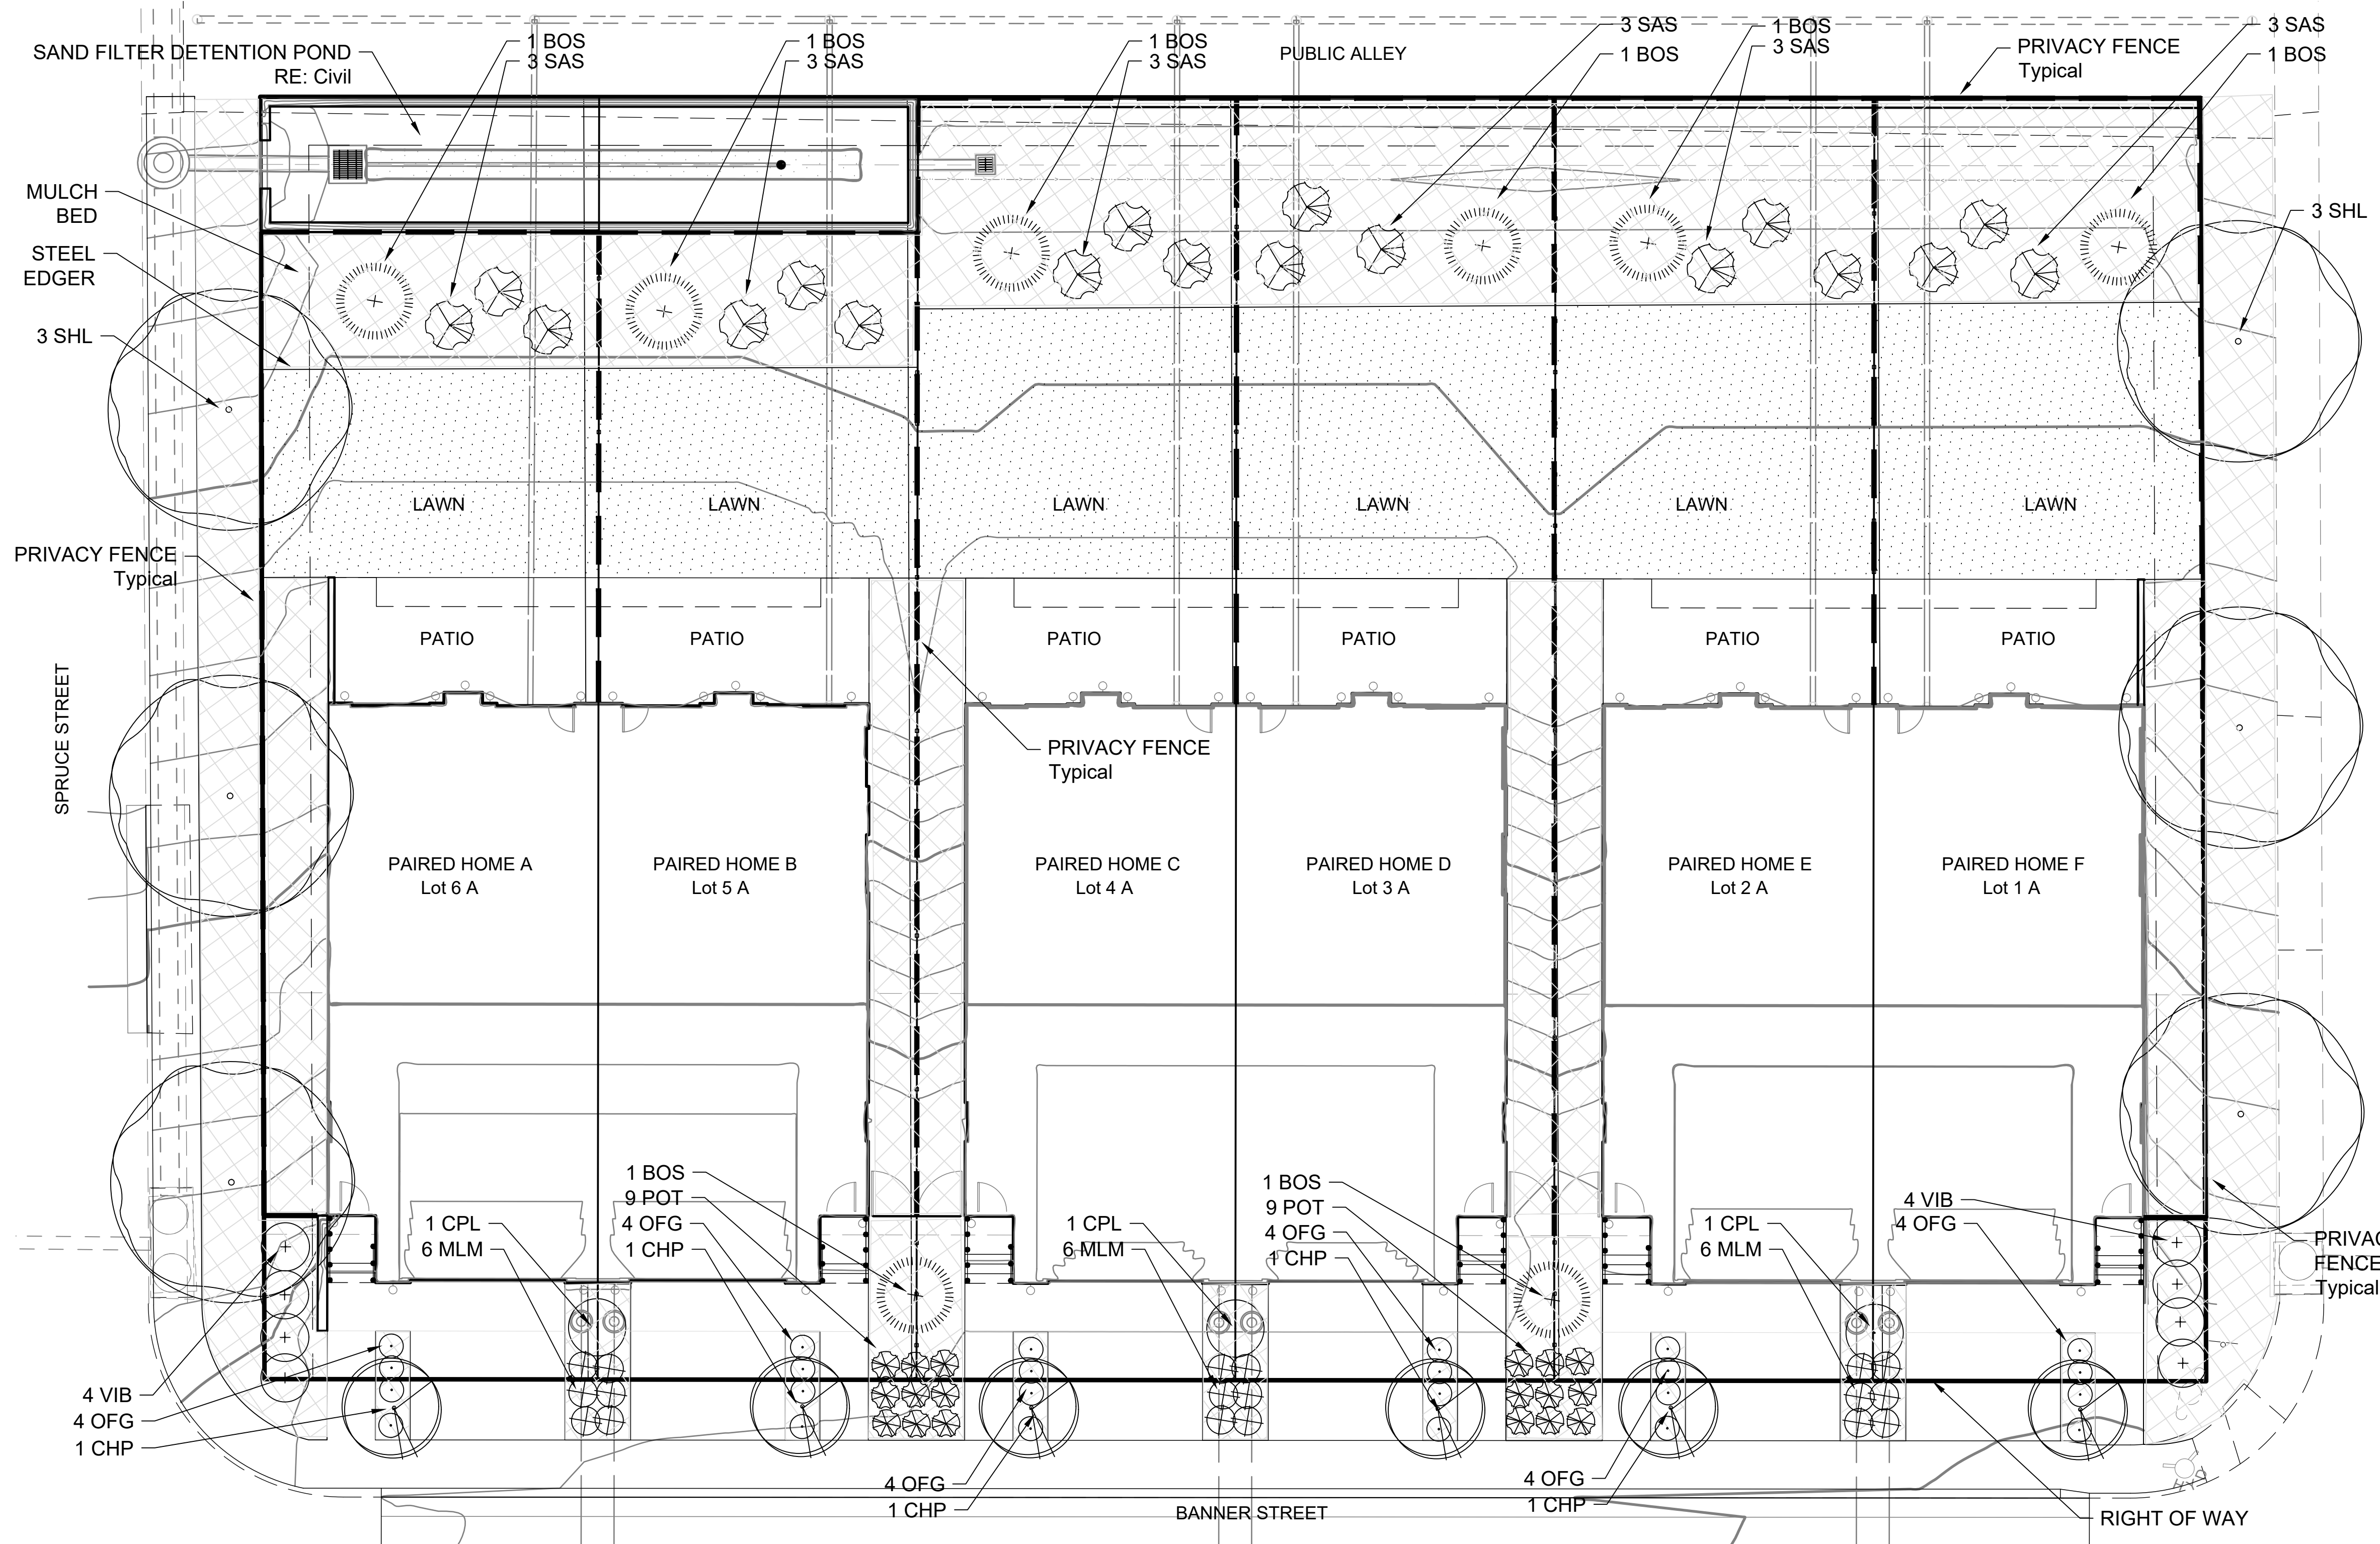 SAND FILTER DETENTION POND
RE: Civil
1 BOS
3 SAS
1 BOS
3 SAS
1 BOS
3 SAS
PUBLIC ALLEY
3 SAS
1 BOS
1 BOS
3 SAS
PRIVACY FENCE
Typical
3 SAS
1 BOS
MULCH
BED
STEEL
EDGER
3 SHL
3 SHL
LAWN
LAWN
LAWN
LAWN
LAWN
LAWN
PRIVACY FENCE
Typical
PATIO
PATIO
PATIO
PATIO
PATIO
PATIO
SPRUCE STREET
PRIVACY FENCE
Typical
PAIRED HOME A
Lot 6 A
PAIRED HOME B
Lot 5 A
PAIRED HOME C
Lot 4 A
PAIRED HOME D
Lot 3 A
PAIRED HOME E
Lot 2 A
PAIRED HOME F
Lot 1 A
1 CPL
6 MLM
1 BOS
9 POT
4 OFG
1 CHP
1 CPL
6 MLM
1 BOS
9 POT
4 OFG
1 CHP
1 CPL
6 MLM
4 VIB
4 OFG
PRIVAC
FENCE
Typical
4 VIB
4 OFG
1 CHP
4 OFG
1 CHP
4 OFG
1 CHP
BANNER STREET
RIGHT OF WAY